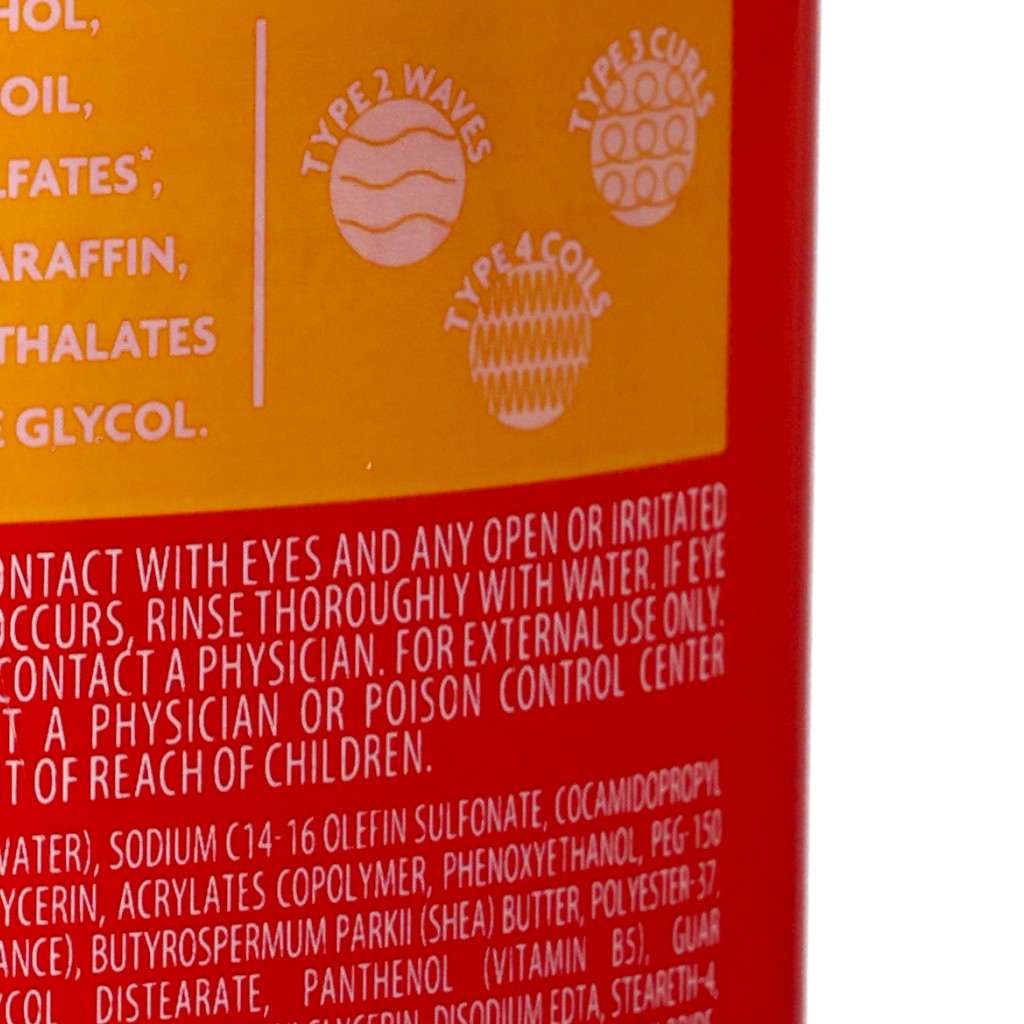 HOL,
OIL,
LFATES*,
ARAFFIN,
THALATES
E GLYCOL.
TYPE 2 WAVES
TYPE 3 CURLS
TYPE 4 COILS
ONTACT WITH EYES AND ANY OPEN OR IRRITATED
OCCURS, RINSE THOROUGHLY WITH WATER. IF EYE
CONTACT A PHYSICIAN. FOR EXTERNAL USE ONLY.
T A PHYSICIAN OR POISON CONTROL CENTER
T OF REACH OF CHILDREN.
WATER), SODIUM C14-16 OLEFIN SULFONATE, COCAMIDOPROPYL
YCERIN, ACRYLATES COPOLYMER, PHENOXYETHANOL, PEG-150
ANCE), BUTYROSPERMUM PARKII (SHEA) BUTTER, POLYESTER-37,
YCOL DISTEARATE, PANTHENOL (VITAMIN B5), GUAR
GLYCERIN, DISODIUM EDTA, STEARETH-4,